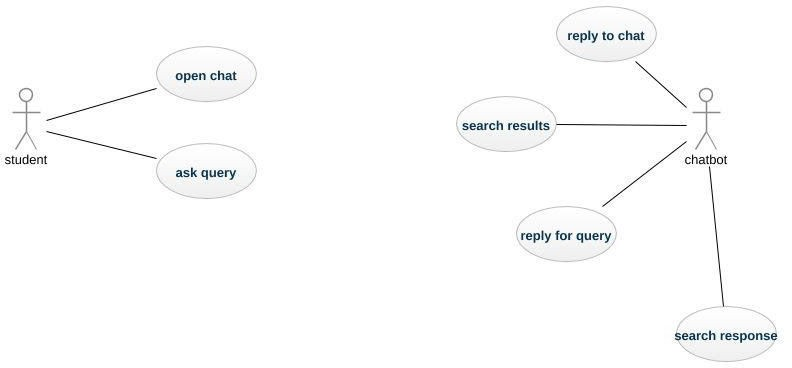 reply to chat
open chat
search results
student
chatbot
ask query
reply for query
search response